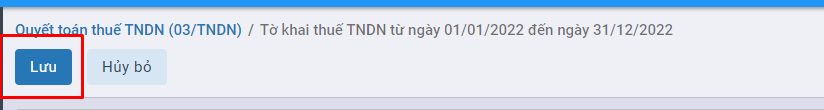 Quyết toán thuế TNDN (03/TNDN) / Tờ khai thuế TNDN từ ngày 01/01/2022 đến ngày 31/12/2022
Lưu Hủy bỏ